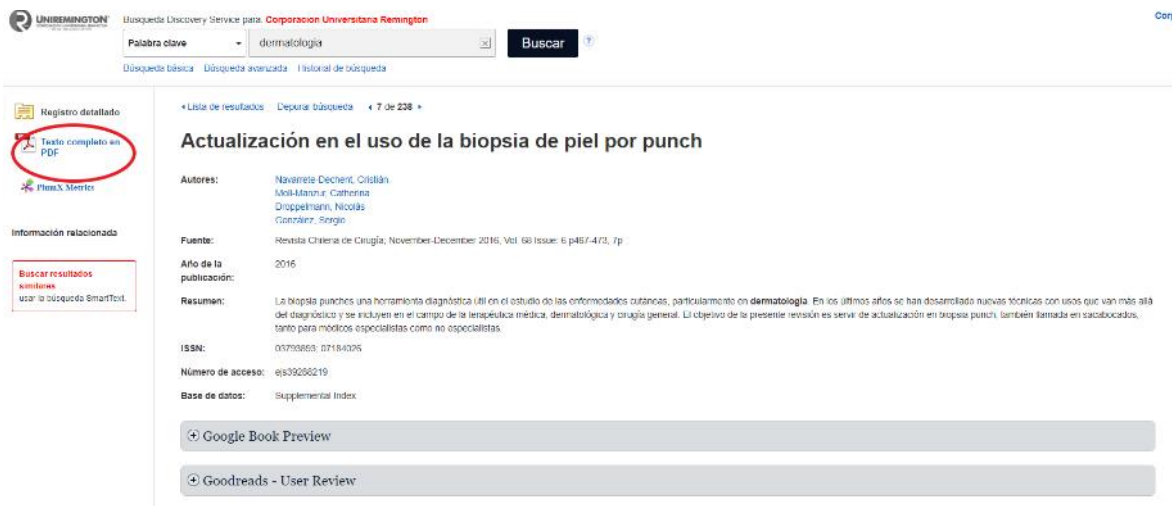 UNIREMINGTON
Búsqueda Discovery Service para: Corporacion Universitaria Remington
Corp
Palabra clave
dermatologia
Buscar
?
Búsqueda básica Búsqueda avanzada Historial de búsqueda
Registro detallado
Texto completo en
PDF
PlumX Metrics
Información relacionada
Buscar resultados
similares
usar la búsqueda SmartText.
Lista de resultados Depurar búsqueda 7 de 238
Actualización en el uso de la biopsia de piel por punch
Autores: Navarrete-Dechent, Cristián
Moll-Manzur, Catherina
Droppelmann, Nicolás
González, Sergio
Fuente: Revista Chilena de Cirugía; November-December 2016, Vol. 68 Issue: 6 p467-473, 7p
Año de la 2016
publicación:
Resumen: La biopsia punches una herramienta diagnóstica útil en el estudio de las enfermedades cutáneas, particularmente en dermatología. En los últimos años se han desarrollado nuevas técnicas con usos que van más allá
del diagnóstico y se incluyen en el campo de la terapéutica médica, dermatológica y cirugía general. El objetivo de la presente revisión es servir de actualización en biopsia punch, también llamada en sacabocados,
tanto para médicos especialistas como no especialistas.
ISSN: 03793893; 07184026
Número de acceso: ejs39268219
Base de datos: Supplemental Index
Google Book Preview
Goodreads - User Review